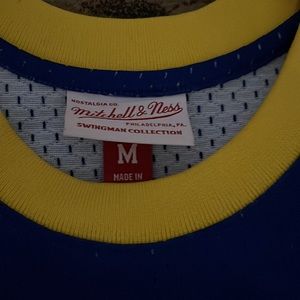 NOSTALGIA CO.
Mitchell & Ness
PHILADELPHIA, PA.
SWINGMAN COLLECTION
M
MADE IN